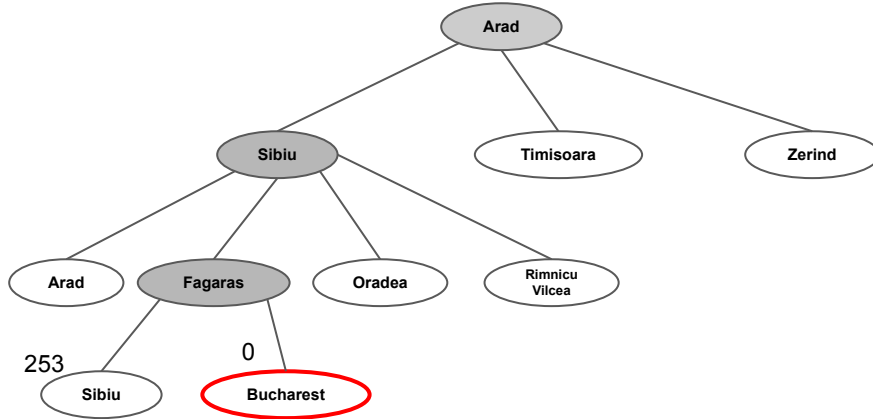 Arad
Sibiu
Timisoara
Zerind
Arad
Fagaras
Oradea
Rimnicu
Vilcea
253
0
Sibiu
Bucharest